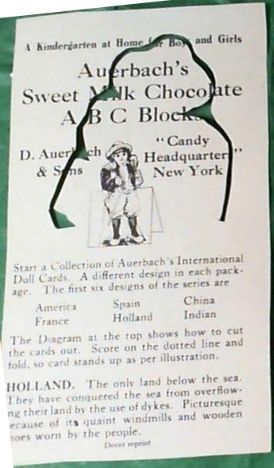 A Kindergarten at Home for Boys and Girls
Auerbach's
Sweet Milk Chocolate
A B C Blocks
D. Auerbach & Sons
"Candy Headquarters" New York
Start a Collection of Auerbach's International
Doll Cards. A different design in each pack-
age. The first six designs of the series are
America Spain China
France Holland Indian
The Diagram at the top shows how to cut
the cards out. Score on the dotted line and
fold, so card stands up as per illustration.
HOLLAND. The only land below the sea.
They have conquered the sea from overflow-
ing their land by the use of dykes. Picturesque
because of its quaint windmills and wooden
shoes worn by the people.
Dover reprint